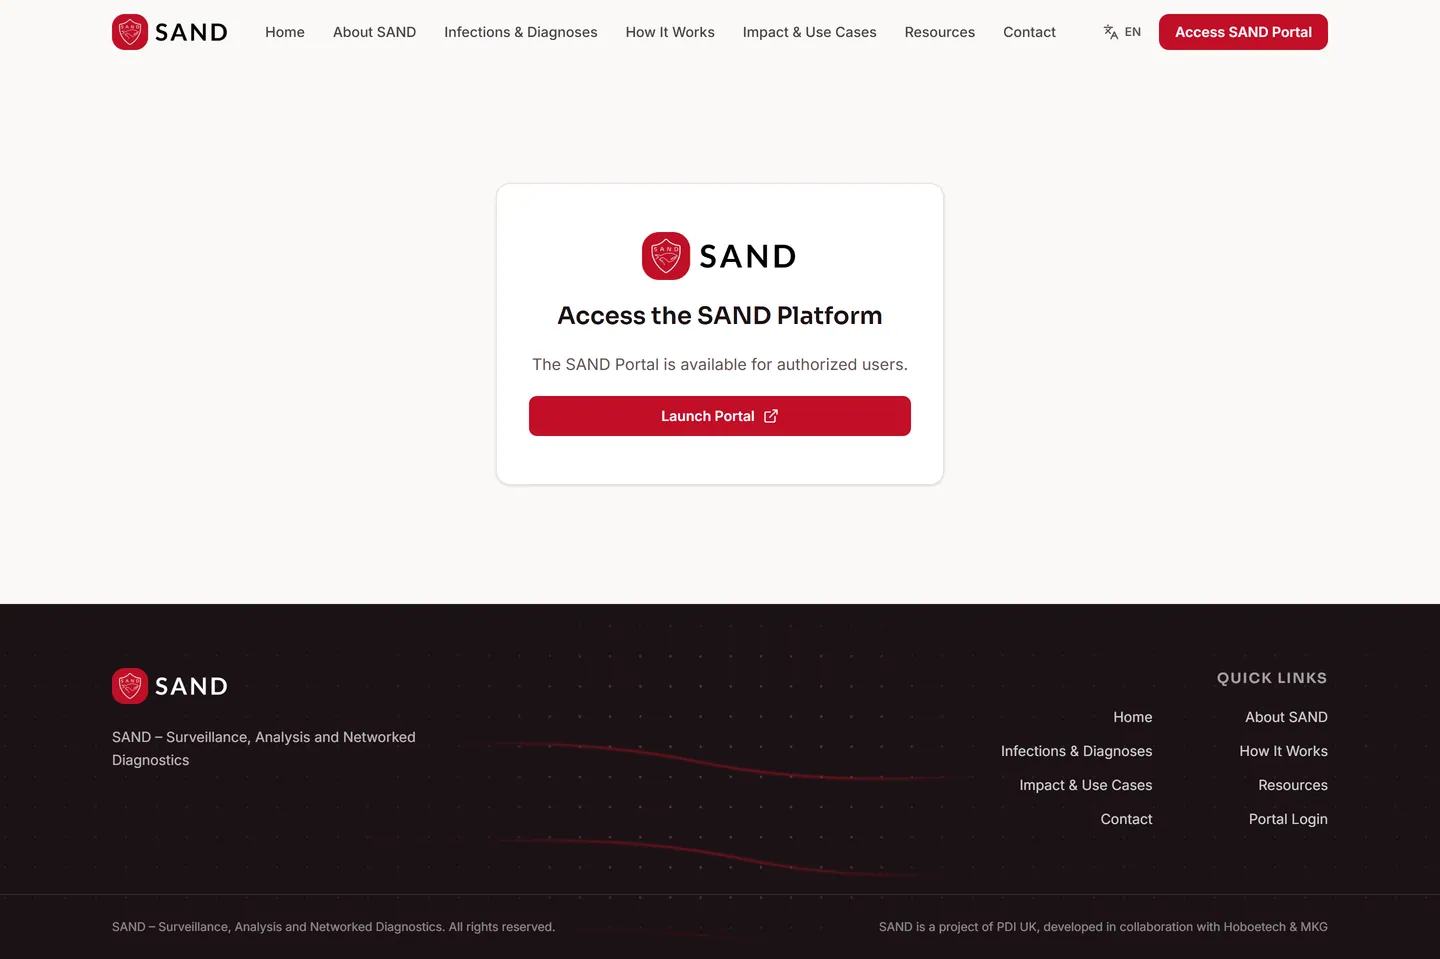 SAND
SAND
Home
About SAND
Infections & Diagnoses
How It Works
Impact & Use Cases
Resources
Contact
EN
Access SAND Portal
SAND
SAND
Access the SAND Platform
The SAND Portal is available for authorized users.
Launch Portal
SAND
SAND
SAND – Surveillance, Analysis and Networked
Diagnostics
QUICK LINKS
Home
About SAND
Infections & Diagnoses
How It Works
Impact & Use Cases
Resources
Contact
Portal Login
SAND – Surveillance, Analysis and Networked Diagnostics. All rights reserved.
SAND is a project of PDI UK, developed in collaboration with Hoboetech & MKG